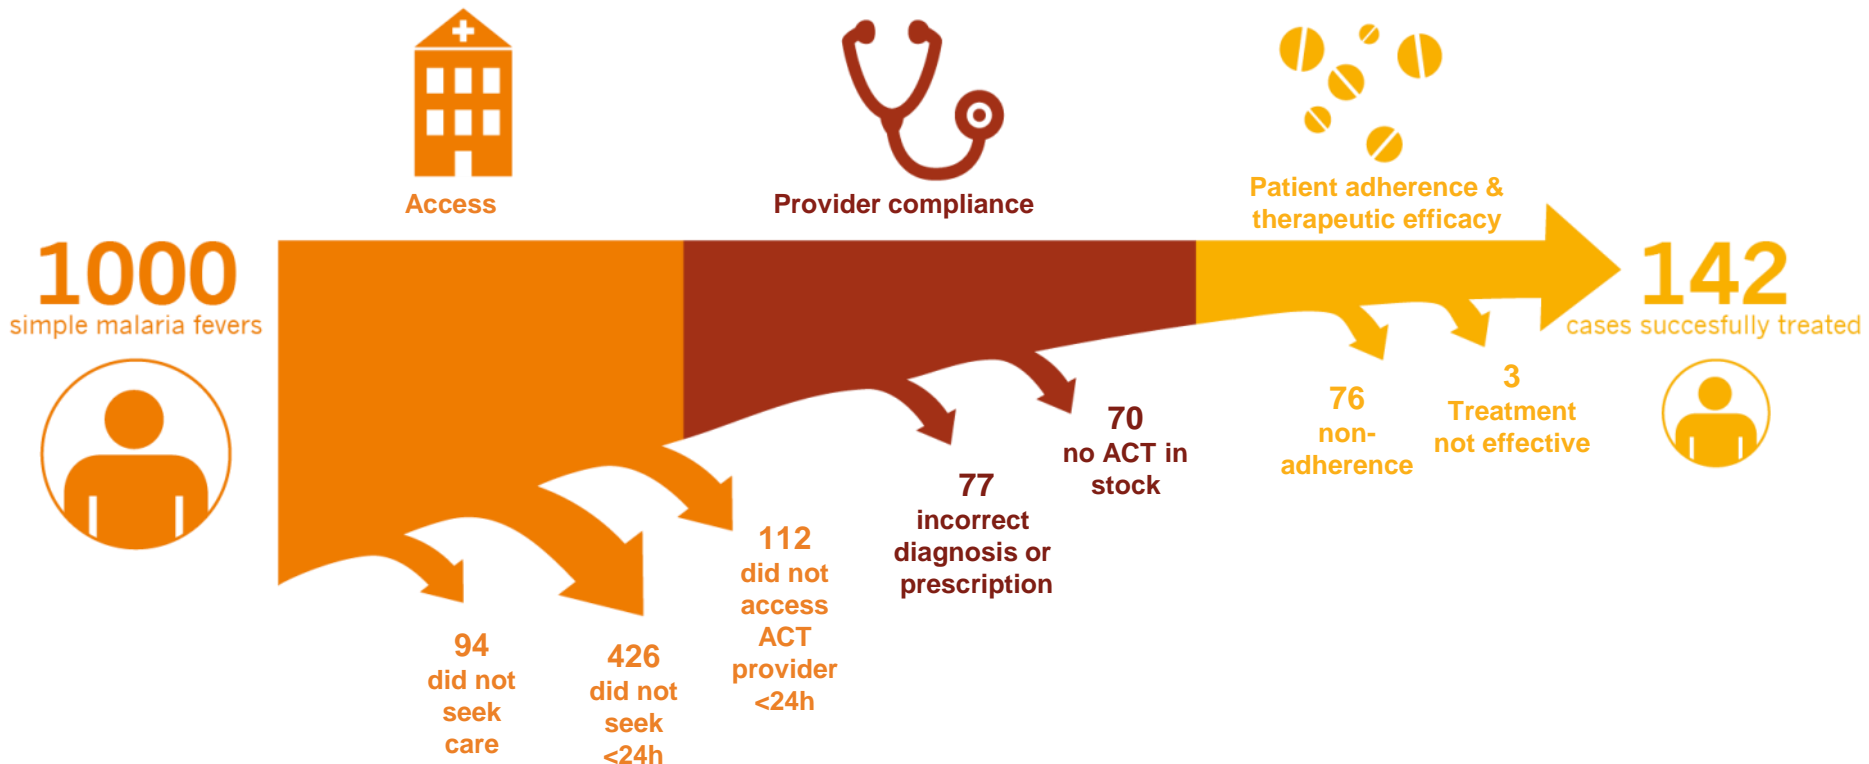 Access
Provider compliance
Patient adherence &
therapeutic efficacy
1000
simple malaria fevers
142
cases succesfully treated
94
did not
seek
care
426
did not
seek
<24h
112
did not
access
ACT
provider
<24h
77
incorrect
diagnosis or
prescription
70
no ACT in
stock
76
non-
adherence
3
Treatment
not effective